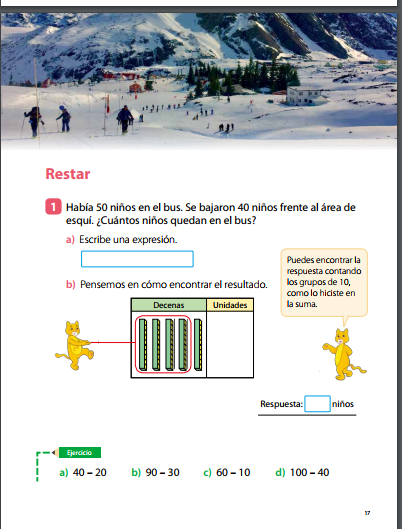 Restar
1 Había 50 niños en el bus. Se bajaron 40 niños frente al área de
esquí. ¿Cuántos niños quedan en el bus?
a) Escribe una expresión.
Puedes encontrar la
respuesta contando
los grupos de 10,
como lo hiciste en
la suma.
b) Pensemos en cómo encontrar el resultado.
Decenas Unidades
Respuesta: niños
Ejercicio
a) 40 – 20 b) 90 – 30 c) 60 – 10 d) 100 – 40
17